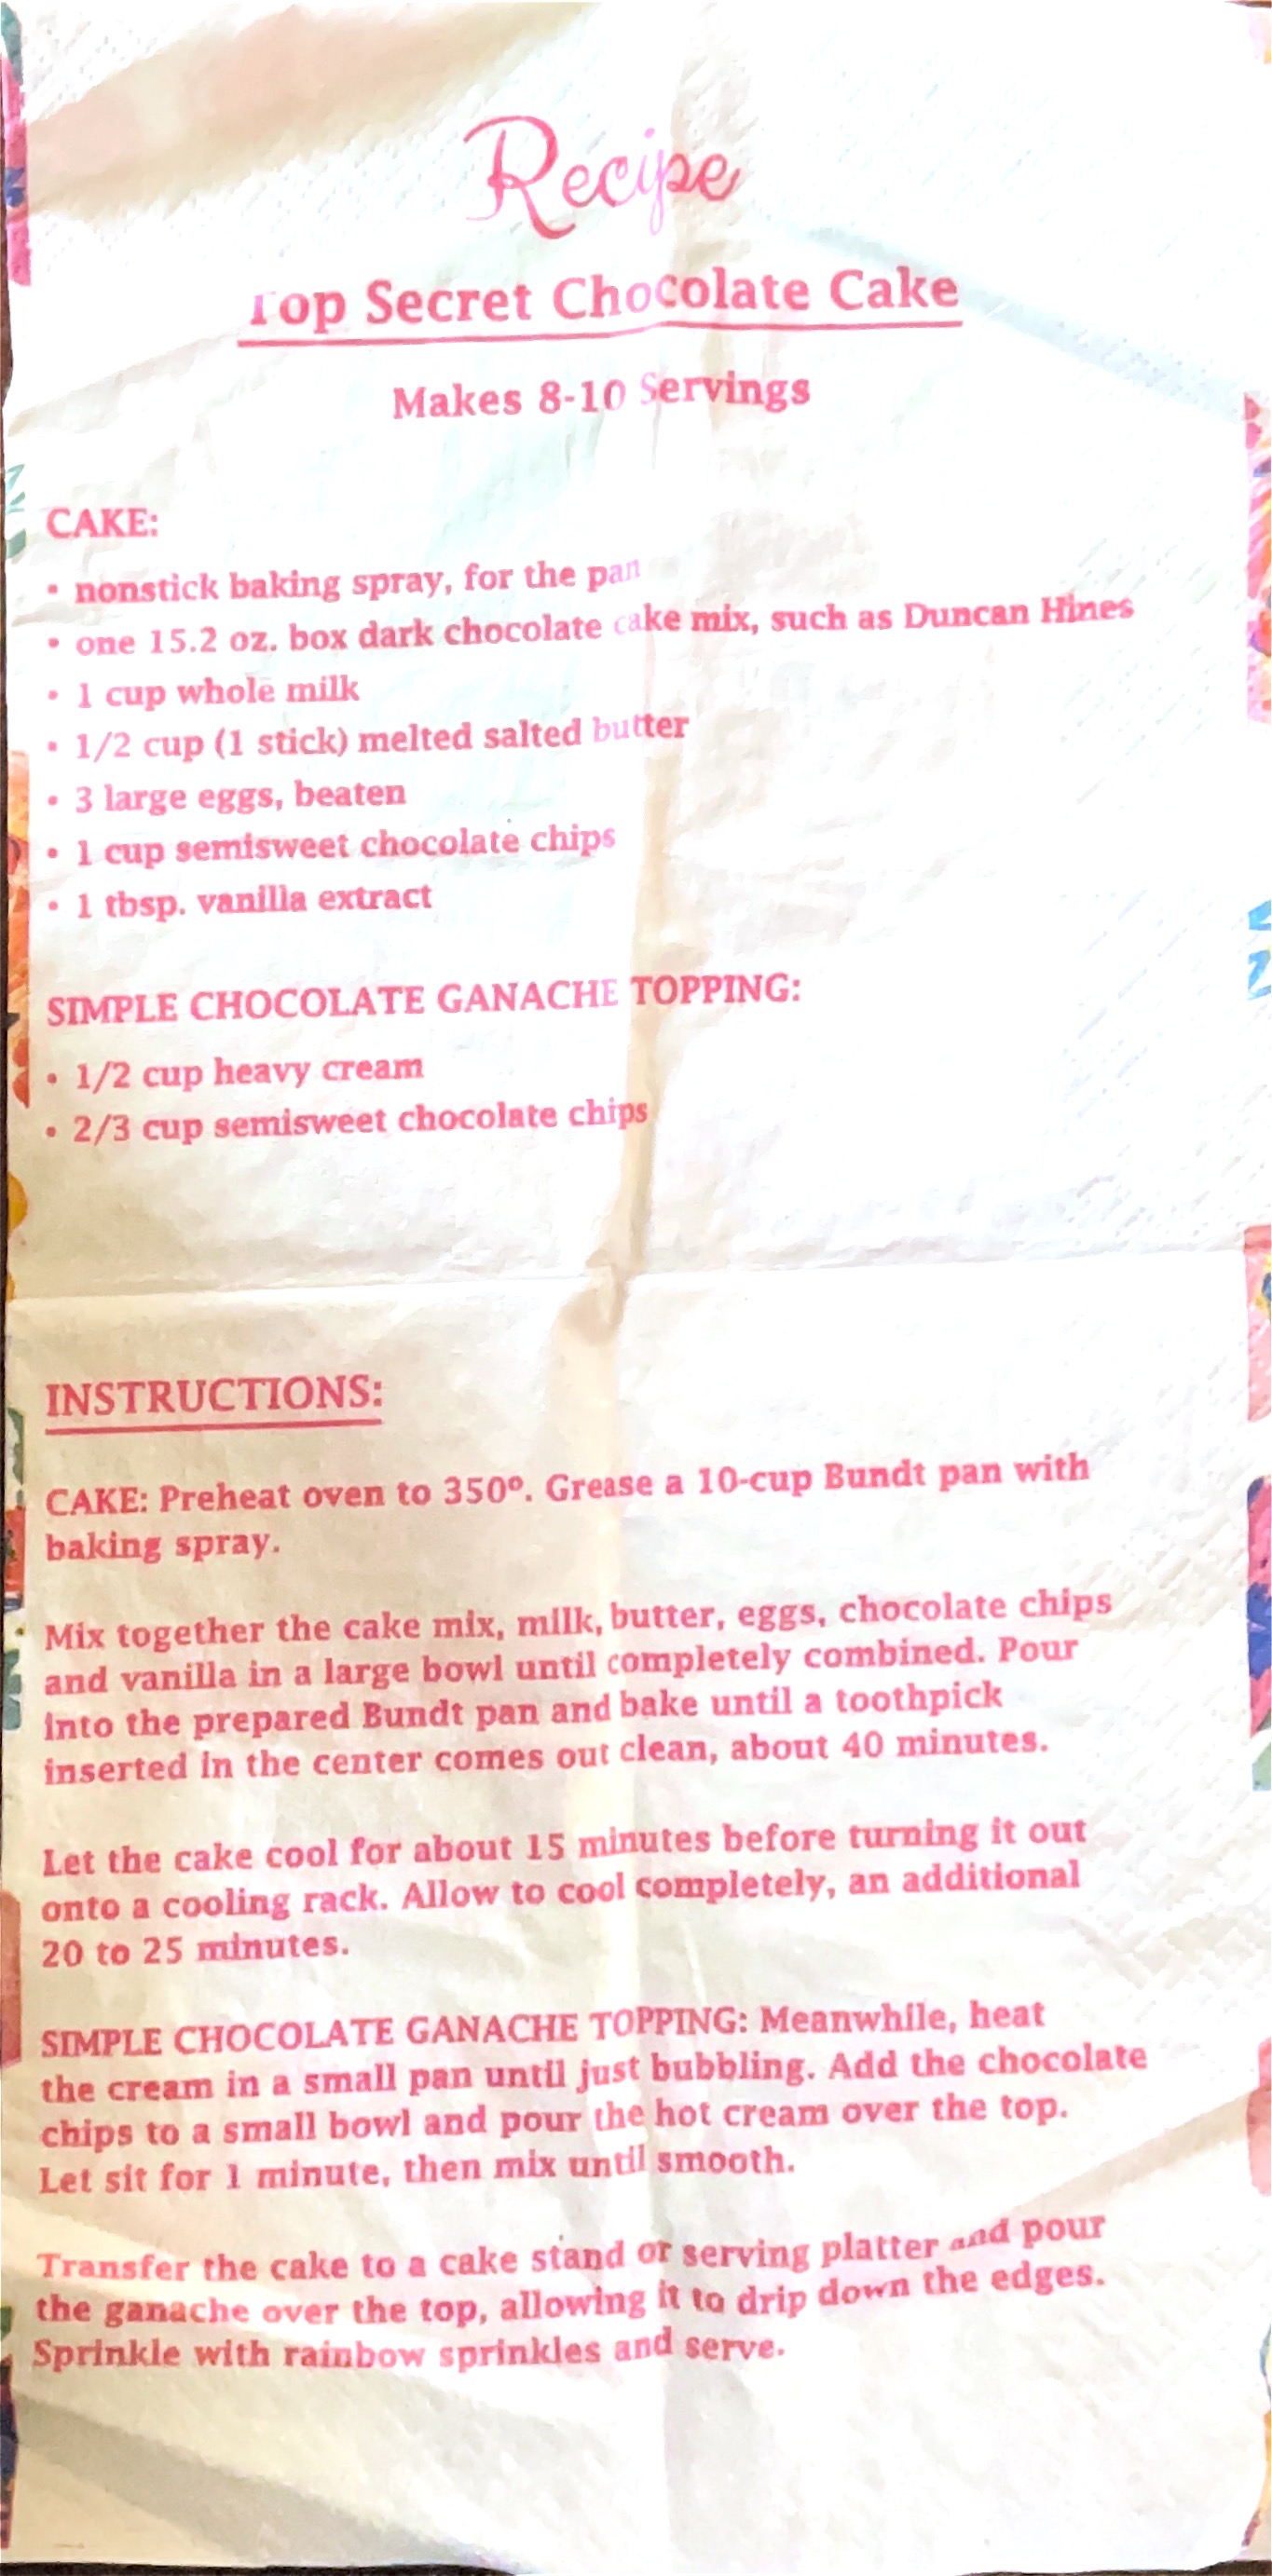 Recipe
Top Secret Chocolate Cake
Makes 8-10 Servings
CAKE:
• nonstick baking spray, for the pan
• one 15.2 oz. box dark chocolate cake mix, such as Duncan Hines
• 1 cup whole milk
• 1/2 cup (1 stick) melted salted butter
• 3 large eggs, beaten
• 1 cup semisweet chocolate chips
• 1 tbsp. vanilla extract
SIMPLE CHOCOLATE GANACHE TOPPING:
• 1/2 cup heavy cream
• 2/3 cup semisweet chocolate chips
INSTRUCTIONS:
CAKE: Preheat oven to 350º. Grease a 10-cup Bundt pan with
baking spray.
Mix together the cake mix, milk, butter, eggs, chocolate chips
and vanilla in a large bowl until completely combined. Pour
into the prepared Bundt pan and bake until a toothpick
inserted in the center comes out clean, about 40 minutes.
Let the cake cool for about 15 minutes before turning it out
onto a cooling rack. Allow to cool completely, an additional
20 to 25 minutes.
SIMPLE CHOCOLATE GANACHE TOPPING: Meanwhile, heat
the cream in a small pan until just bubbling. Add the chocolate
chips to a small bowl and pour the hot cream over the top.
Let sit for 1 minute, then mix until smooth.
Transfer the cake to a cake stand or serving platter and pour
the ganache over the top, allowing it to drip down the edges.
Sprinkle with rainbow sprinkles and serve.